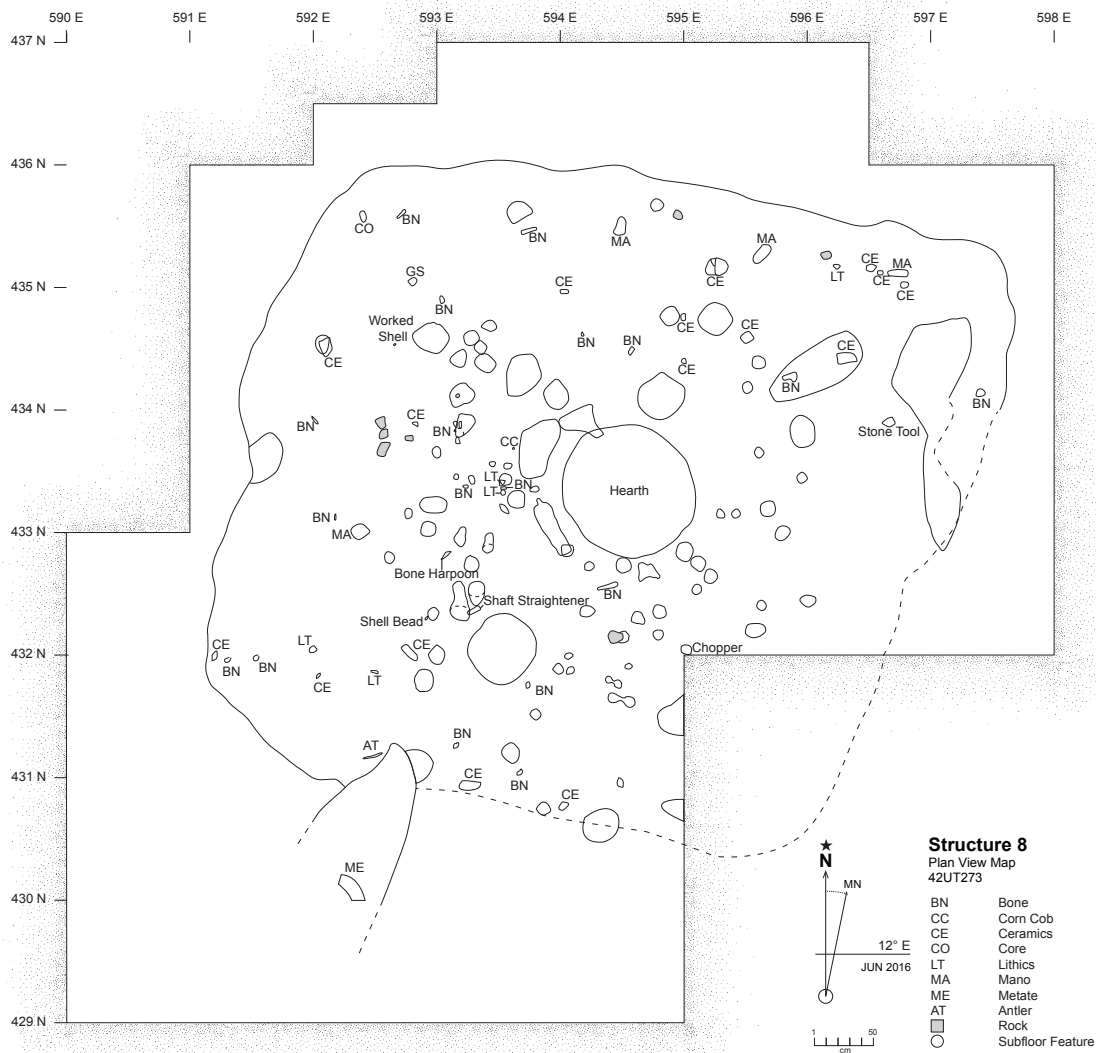 590 E 591 E 592 E 593 E 594 E 595 E 596 E 597 E 598 E
437 N
436 N
435 N
434 N
433 N
432 N
431 N
430 N
429 N
CO
BN
BN
MA
MA
LT
CE
CE
MA
CE
GS
BN
CE
CE
Worked
Shell
CE
BN
BN
CE
CE
CE
CE
BN
BN
Stone Tool
BN
CE
BN
CC
LT
LT
BN
BN
Hearth
BN
MA
Bone Harpoon
Shaft Straightener
BN
Shell Bead
Chopper
CE
BN
BN
LT
CE
LT
CE
BN
AT
BN
CE
BN
CE
ME
N
MN
12° E
JUN 2016
1 50
cm
Structure 8
Plan View Map
42UT273
BN Bone
CC Corn Cob
CE Ceramics
CO Core
LT Lithics
MA Mano
ME Metate
AT Antler
Rock
Subfloor Feature